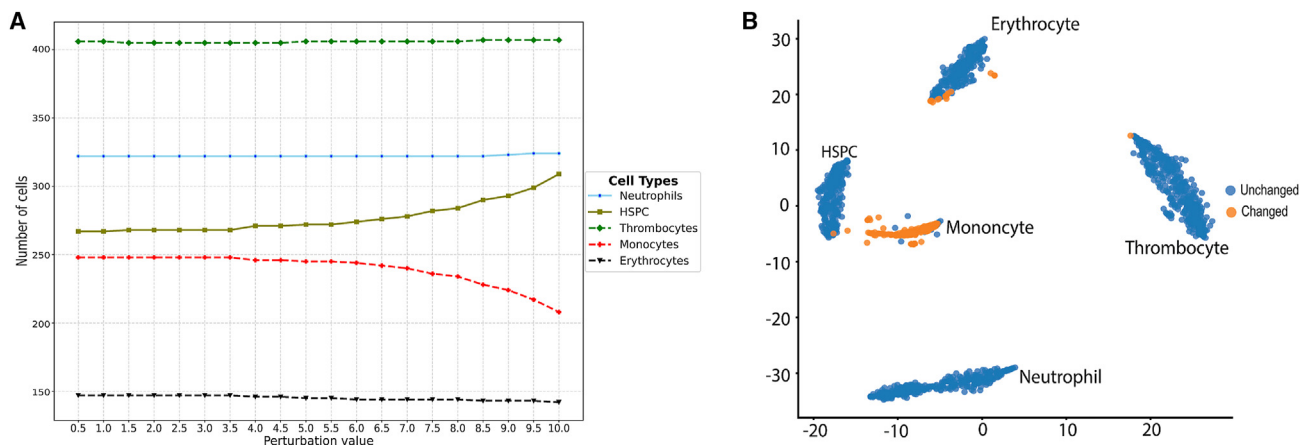 A
Number of cells
400
350
300
250
200
150
0.5 1.0 1.5 2.0 2.5 3.0 3.5 4.0 4.5 5.0 5.5 6.0 6.5 7.0 7.5 8.0 8.5 9.0 9.5 10.0
Perturbation value
Cell Types
Neutrophils
HSPC
Thrombocytes
Monocytes
Erythrocytes
B
30
20
10
0
-10
-20
-30
-20 -10 0 10 20
Erythrocyte
HSPC
Mononcyte
Thrombocyte
Neutrophil
Unchanged
Changed